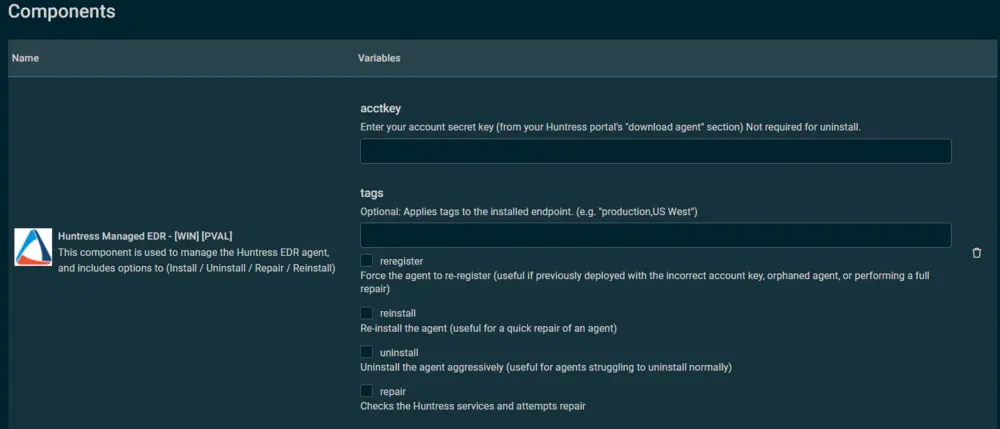 Components
Name
Variables
acctkey
Enter your account secret key (from your Huntress portal's "download agent" section) Not required for uninstall.
tags
Optional: Applies tags to the installed endpoint. (e.g. "production,US West")
Huntress Managed EDR - [WIN] [PVAL]
This component is used to manage the Huntress EDR agent,
and includes options to (Install / Uninstall / Repair / Reinstall)
reregister
Force the agent to re-register (useful if previously deployed with the incorrect account key, orphaned agent, or performing a full
repair)
reinstall
Re-install the agent (useful for a quick repair of an agent)
uninstall
Uninstall the agent aggressively (useful for agents struggling to uninstall normally)
repair
Checks the Huntress services and attempts repair